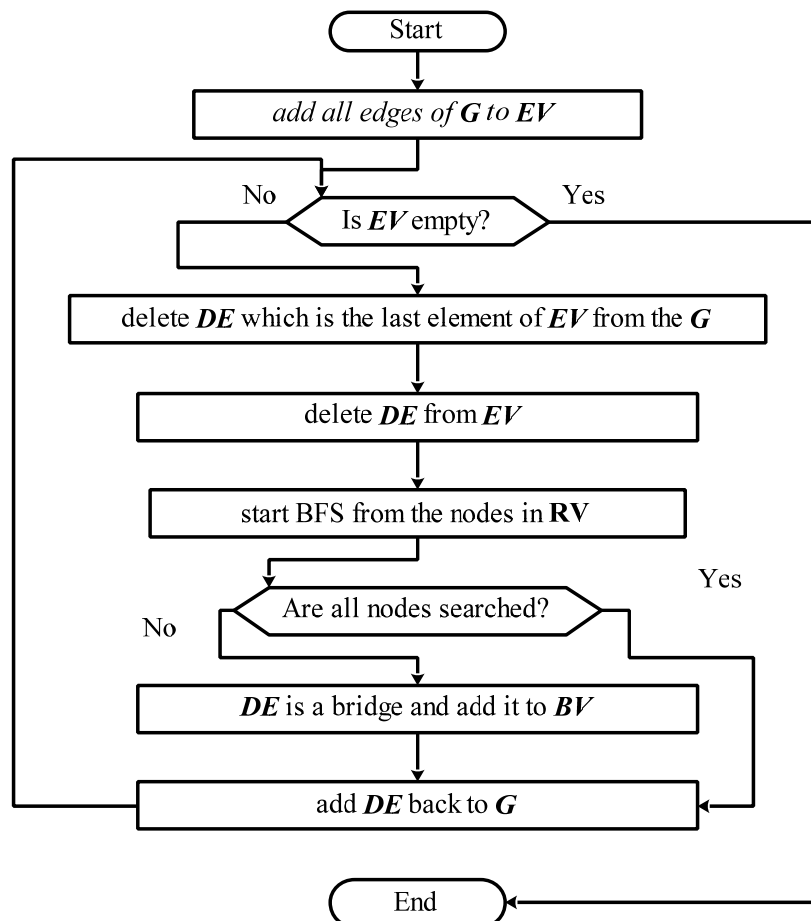 Start
add all edges of G to EV
No
Yes
Is EV empty?
delete DE which is the last element of EV from the G
delete DE from EV
start BFS from the nodes in RV
Yes
Are all nodes searched?
No
DE is a bridge and add it to BV
add DE back to G
End